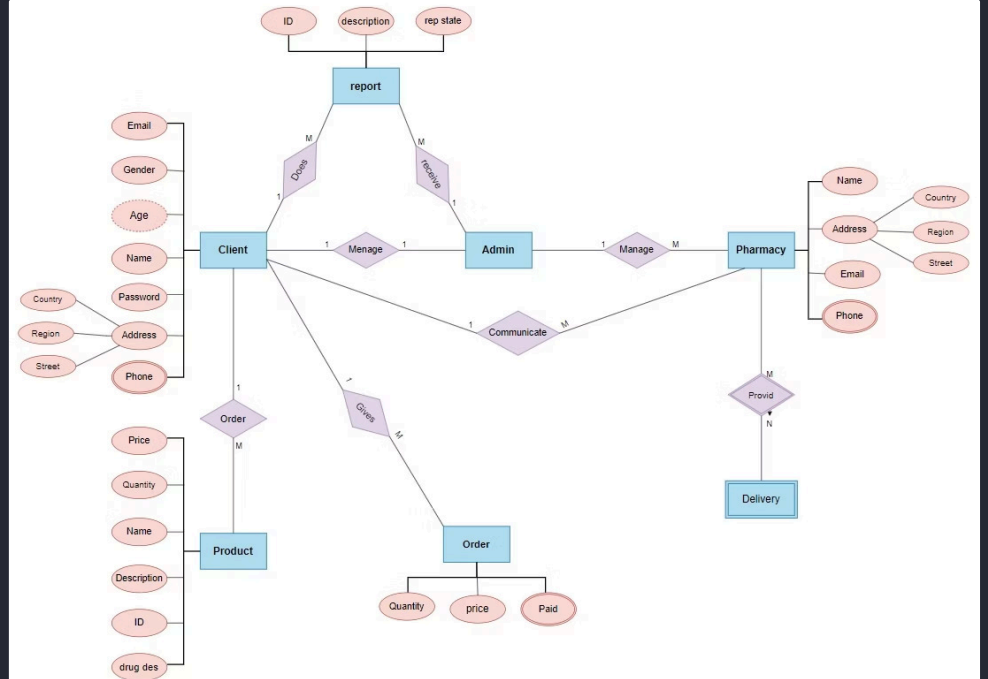 ID
description
rep state
report
M
M
Does
receive
1
1
Email
Gender
Age
Name
Password
Address
Phone
Country
Region
Street
Client
1
Menage
1
Admin
1
Manage
M
Pharmacy
Name
Address
Email
Phone
Country
Region
Street
1
Communicate
M
1
Order
M
1
Gives
M
M
Provid
N
Delivery
Price
Quantity
Name
Description
ID
drug des
Product
Order
Quantity
price
Paid